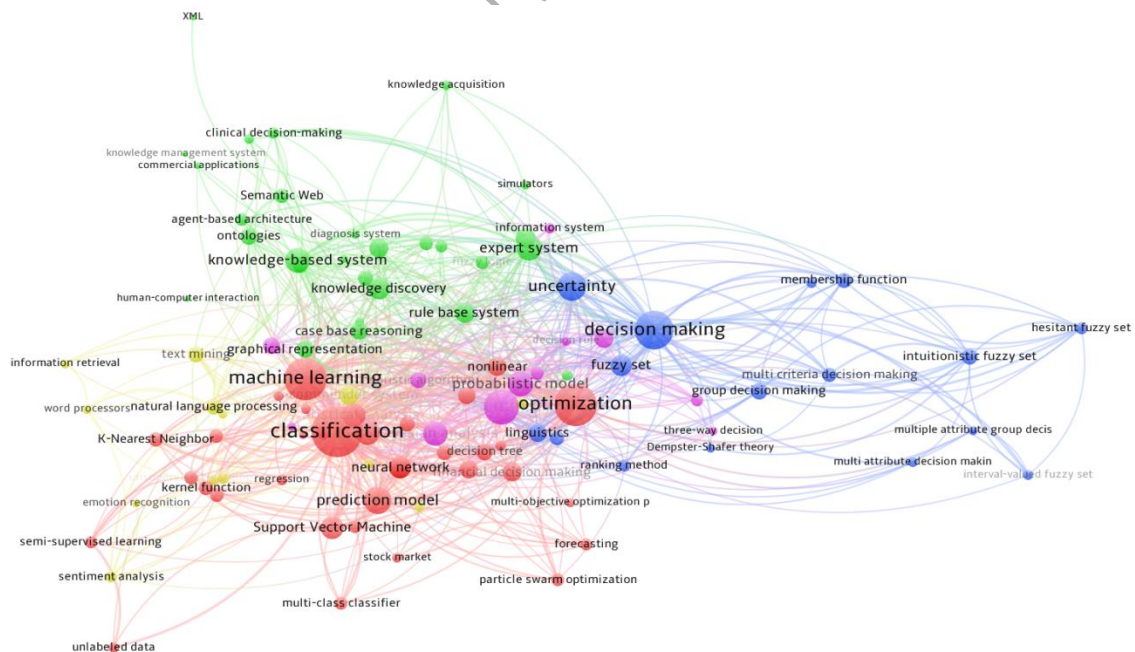 XML
knowledge acquisition
clinical decision-making
knowledge management system
commercial applications
simulators
Semantic Web
agent-based architecture
information system
ontologies
diagnosis system
expert system
knowledge-based system
membership function
uncertainty
knowledge discovery
human-computer interaction
rule base system
decision making
hesitant fuzzy set
case base reasoning
decision rule
graphical representation
text mining
intuitionistic fuzzy set
information retrieval
nonlinear
fuzzy set
multi criteria decision making
machine learning
probabilistic model
group decision making
word processors
natural language processing
optimization
classification
three-way decision
multiple attribute group decis
K-Nearest Neighbor
linguistics
Dempster-Shafer theory
decision tree
multi attribute decision makin
neural network
financial decision making
ranking method
interval-valued fuzzy set
regression
kernel function
emotion recognition
prediction model
multi-objective optimization p
Support Vector Machine
semi-supervised learning
stock market
forecasting
sentiment analysis
particle swarm optimization
multi-class classifier
unlabeled data